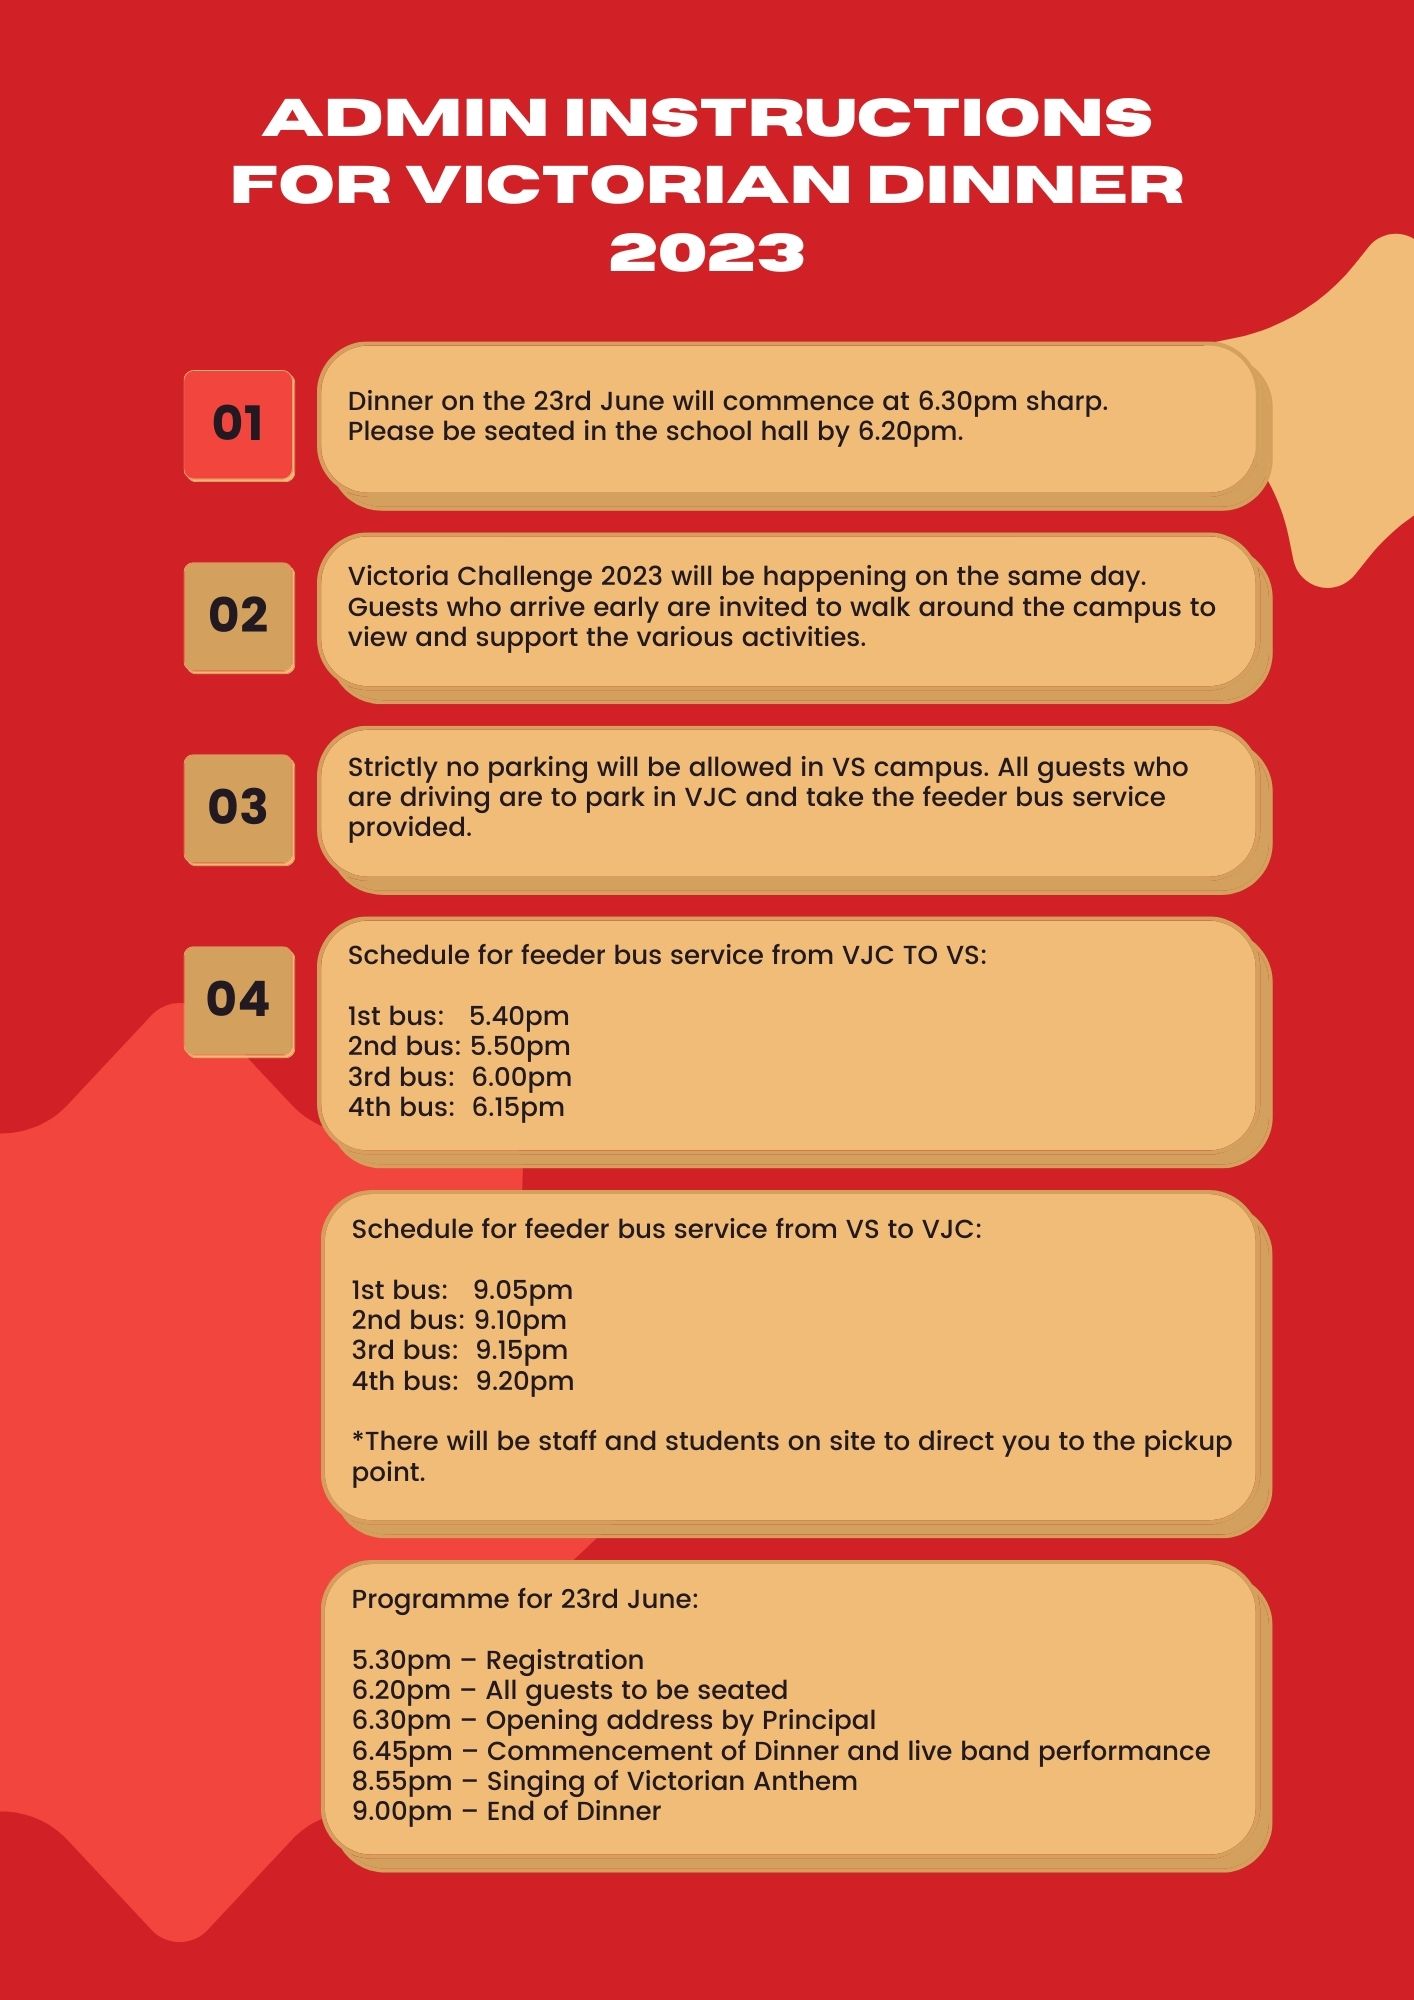 ADMIN INSTRUCTIONS
FOR VICTORIAN DINNER
2023
01
Dinner on the 23rd June will commence at 6.30pm sharp.
Please be seated in the school hall by 6.20pm.
02
Victoria Challenge 2023 will be happening on the same day.
Guests who arrive early are invited to walk around the campus to
view and support the various activities.
03
Strictly no parking will be allowed in VS campus. All guests who
are driving are to park in VJC and take the feeder bus service
provided.
04
Schedule for feeder bus service from VJC TO VS:
1st bus: 5.40pm
2nd bus: 5.50pm
3rd bus: 6.00pm
4th bus: 6.15pm
Schedule for feeder bus service from VS to VJC:
1st bus: 9.05pm
2nd bus: 9.10pm
3rd bus: 9.15pm
4th bus: 9.20pm
*There will be staff and students on site to direct you to the pickup
point.
Programme for 23rd June:
5.30pm – Registration
6.20pm – All guests to be seated
6.30pm – Opening address by Principal
6.45pm – Commencement of Dinner and live band performance
8.55pm – Singing of Victorian Anthem
9.00pm – End of Dinner